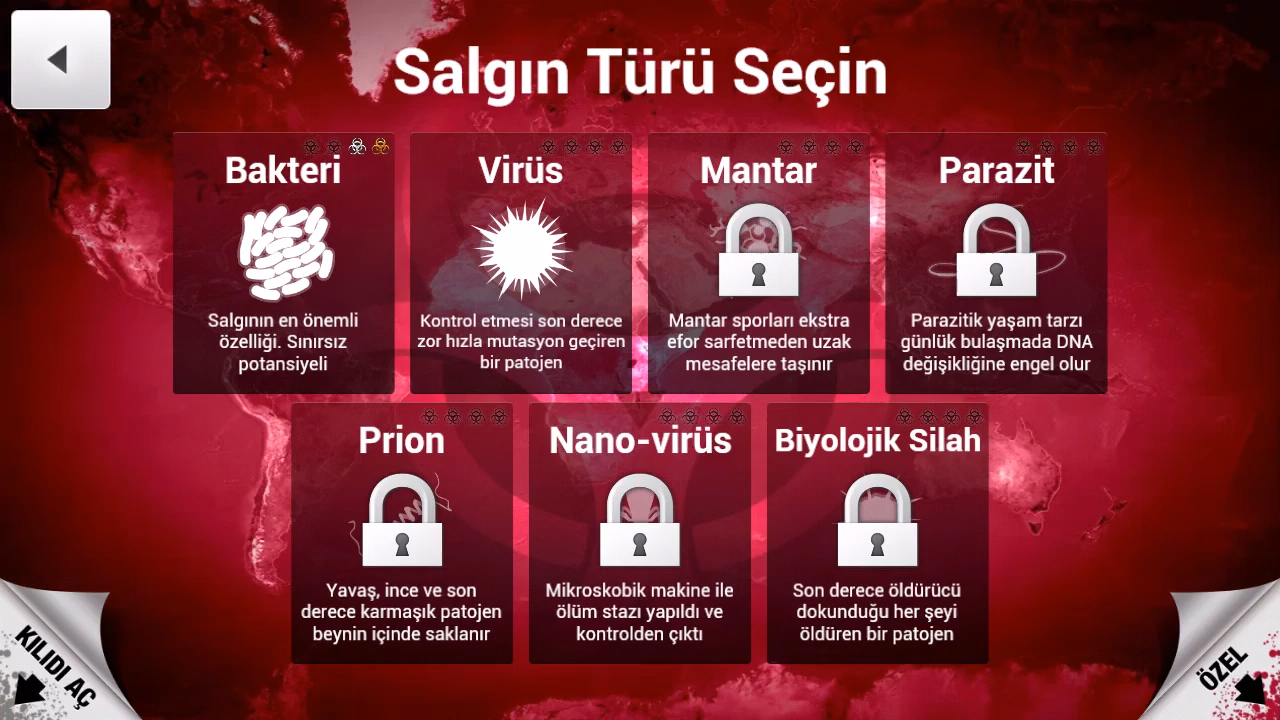 Salgın Türü Seçin
Bakteri
Salgının en önemli
özelliği. Sınırsız
potansiyeli
Virüs
Kontrol etmesi son derece
zor hızla mutasyon geçiren
bir patojen
Mantar
Mantar sporları ekstra
efor sarfetmeden uzak
mesafelere taşınır
Parazit
Parazitik yaşam tarzı
günlük bulaşmada DNA
değişikliğine engel olur
Prion
Yavaş, ince ve son
derece karmaşık patojen
beynin içinde saklanır
Nano-virüs
Mikroskobik makine ile
ölüm stazı yapıldı ve
kontrolden çıktı
Biyolojik Silah
Son derece öldürücü
dokunduğu her şeyi
öldüren bir patojen
KILIDI AÇ
ÖZEL